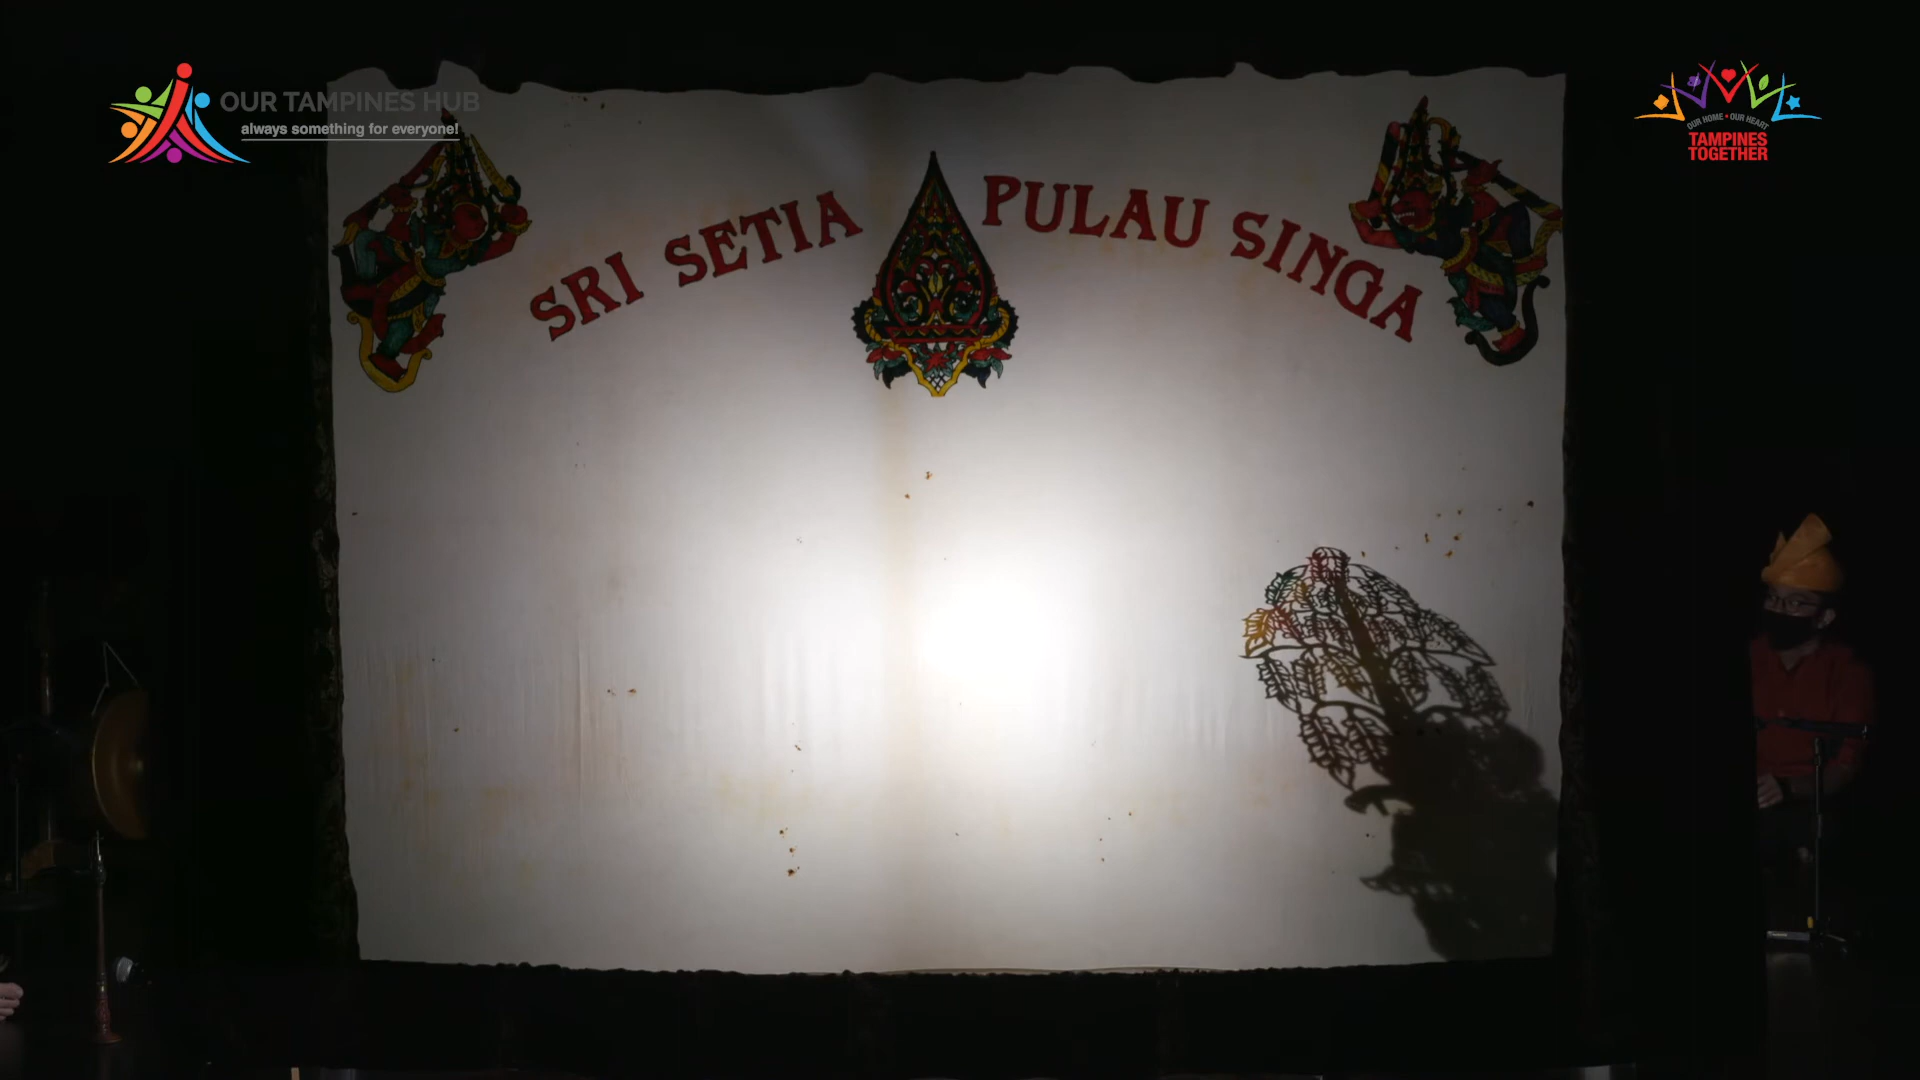 OUR TAMPINES HUB
always something for everyone!
OUR HOME • OUR HEART
TAMPINES
TOGETHER
SRI SETIA PULAU SINGA